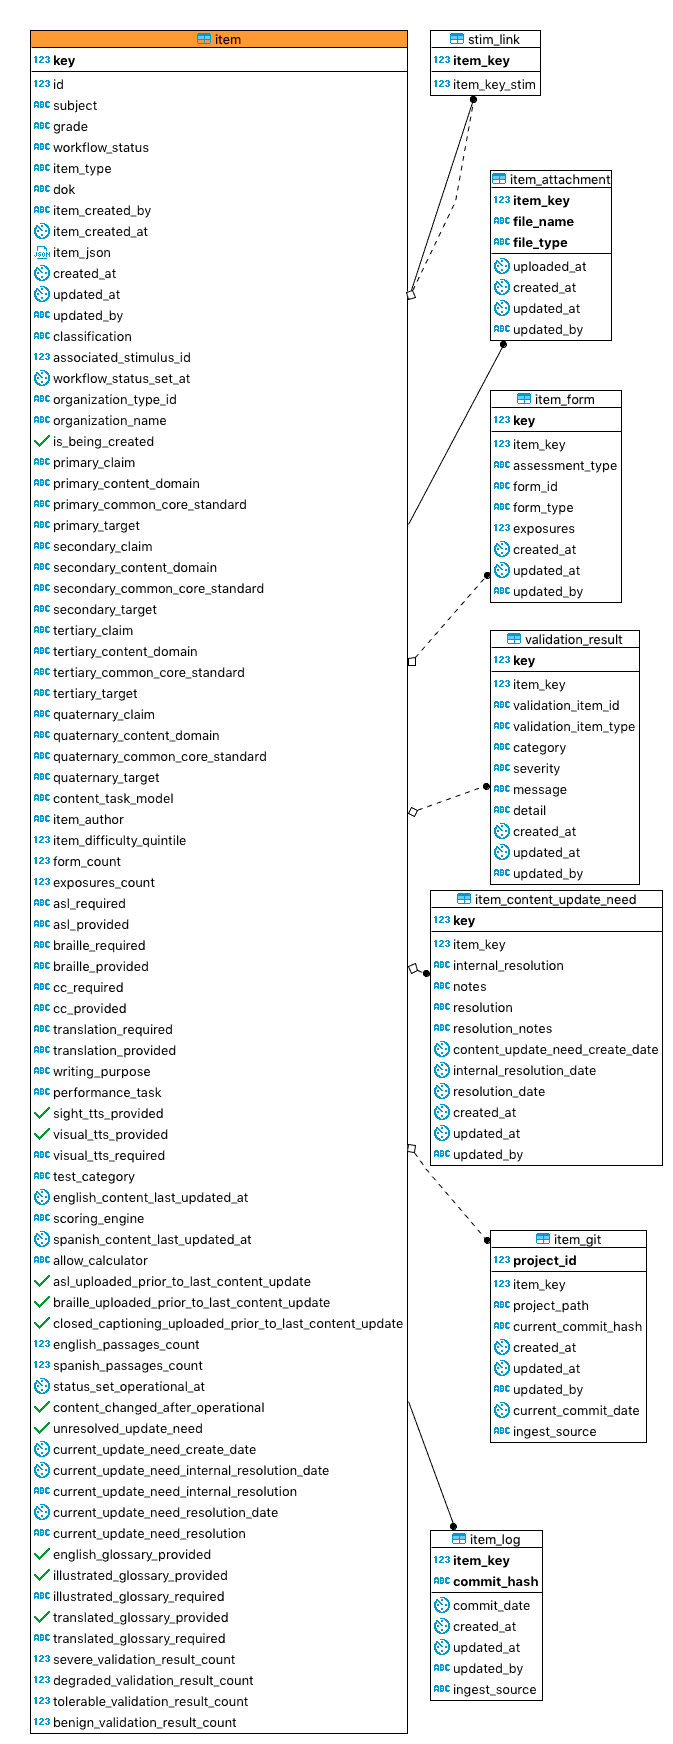 item
123 key
123 id
ABC subject
ABC grade
ABC workflow_status
ABC item_type
ABC dok
ABC item_created_by
item_created_at
JSON item_json
created_at
updated_at
ABC updated_by
ABC classification
123 associated_stimulus_id
workflow_status_set_at
ABC organization_type_id
ABC organization_name
is_being_created
ABC primary_claim
ABC primary_content_domain
ABC primary_common_core_standard
ABC primary_target
ABC secondary_claim
ABC secondary_content_domain
ABC secondary_common_core_standard
ABC secondary_target
ABC tertiary_claim
ABC tertiary_content_domain
ABC tertiary_common_core_standard
ABC tertiary_target
ABC quaternary_claim
ABC quaternary_content_domain
ABC quaternary_common_core_standard
ABC quaternary_target
ABC content_task_model
ABC item_author
123 item_difficulty_quintile
123 form_count
123 exposures_count
ABC asl_required
ABC asl_provided
ABC braille_required
ABC braille_provided
ABC cc_required
ABC cc_provided
ABC translation_required
ABC translation_provided
ABC writing_purpose
ABC performance_task
sight_tts_provided
visual_tts_provided
ABC visual_tts_required
ABC test_category
english_content_last_updated_at
ABC scoring_engine
spanish_content_last_updated_at
ABC allow_calculator
asl_uploaded_prior_to_last_content_update
braille_uploaded_prior_to_last_content_update
closed_captioning_uploaded_prior_to_last_content_update
123 english_passages_count
123 spanish_passages_count
status_set_operational_at
content_changed_after_operational
unresolved_update_need
current_update_need_create_date
current_update_need_internal_resolution_date
ABC current_update_need_internal_resolution
current_update_need_resolution_date
ABC current_update_need_resolution
english_glossary_provided
illustrated_glossary_provided
ABC illustrated_glossary_required
translated_glossary_provided
ABC translated_glossary_required
123 severe_validation_result_count
123 degraded_validation_result_count
123 tolerable_validation_result_count
123 benign_validation_result_count
stim_link
123 item_key
123 item_key_stim
item_attachment
123 item_key
ABC file_name
ABC file_type
uploaded_at
created_at
updated_at
ABC updated_by
item_form
123 key
123 item_key
ABC assessment_type
ABC form_id
ABC form_type
123 exposures
created_at
updated_at
ABC updated_by
validation_result
123 key
123 item_key
ABC validation_item_id
ABC validation_item_type
ABC category
ABC severity
ABC message
ABC detail
created_at
updated_at
ABC updated_by
item_content_update_need
123 key
123 item_key
ABC internal_resolution
ABC notes
ABC resolution
ABC resolution_notes
content_update_need_create_date
internal_resolution_date
resolution_date
created_at
updated_at
ABC updated_by
item_git
123 project_id
123 item_key
ABC project_path
ABC current_commit_hash
created_at
updated_at
ABC updated_by
current_commit_date
ABC ingest_source
item_log
123 item_key
ABC commit_hash
commit_date
created_at
updated_at
ABC updated_by
ABC ingest_source